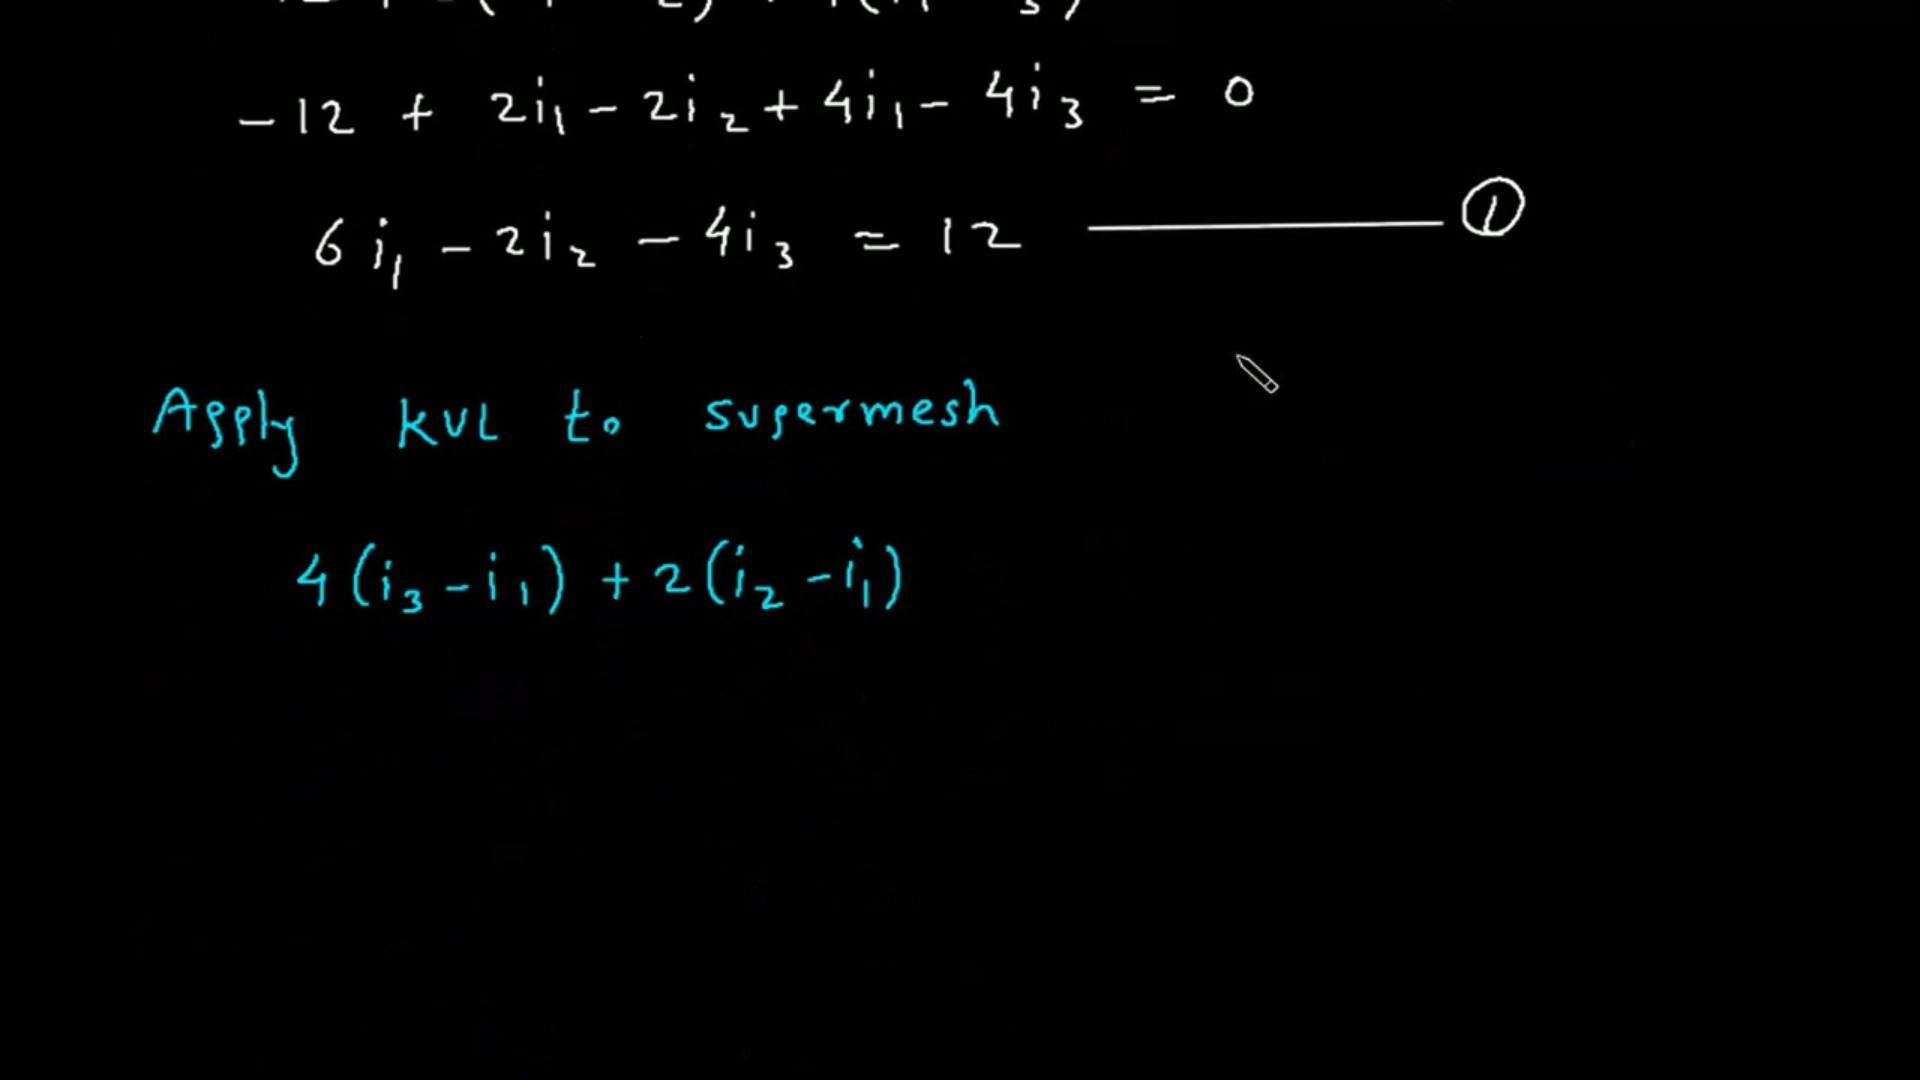 -12 + 2i₁ - 2i₂ + 4i₁ - 4i₃ = 0
6i₁ - 2i₂ - 4i₃ = 12 ——— ①
Apply KVL to supermesh
4(i₃ - i₁) + 2(i₂ - i₁)